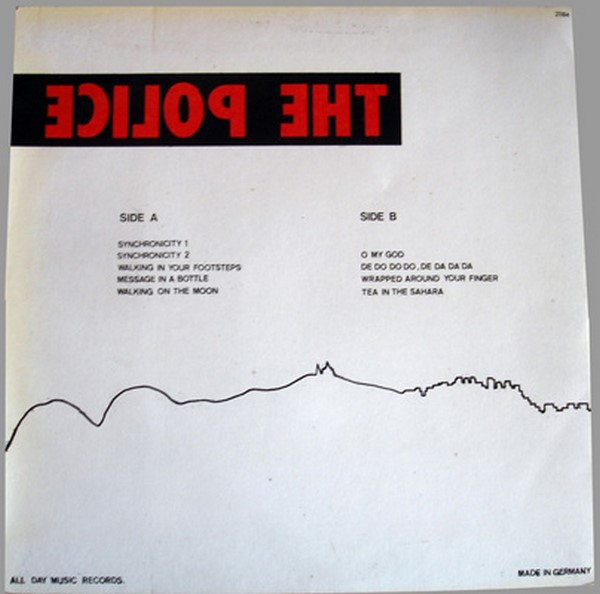 2584
THE POLICE
SIDE A
SYNCHRONICITY 1
SYNCHRONICITY 2
WALKING IN YOUR FOOTSTEPS
MESSAGE IN A BOTTLE
WALKING ON THE MOON
SIDE B
O MY GOD
DE DO DO DO, DE DA DA DA
WRAPPED AROUND YOUR FINGER
TEA IN THE SAHARA
ALL DAY MUSIC RECORDS.
MADE IN GERMANY